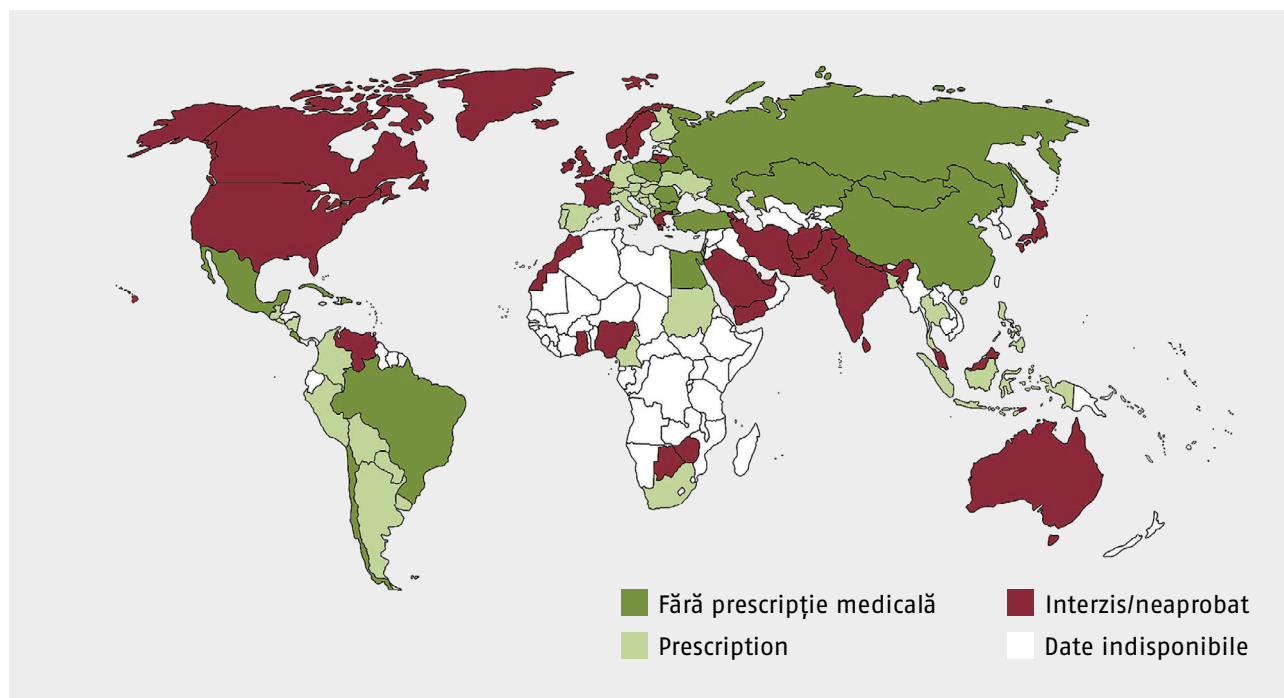 Fără prescripție medicală
Prescription
Interzis/neaprobat
Date indisponibile